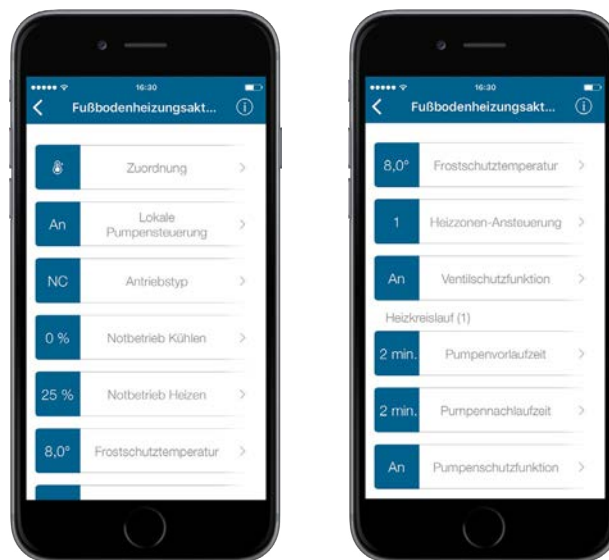 16:30
Fußbodenheizungsakt...
Zuordnung
An
Lokale
Pumpensteuerung
NC
Antriebstyp
0 %
Notbetrieb Kühlen
25 %
Notbetrieb Heizen
8,0°
Frostschutztemperatur
16:30
Fußbodenheizungsakt...
8,0°
Frostschutztemperatur
1
Heizzonen-Ansteuerung
An
Ventilschutzfunktion
Heizkreislauf (1)
2 min.
Pumpenvorlaufzeit
2 min.
Pumpennachlaufzeit
An
Pumpenschutzfunktion